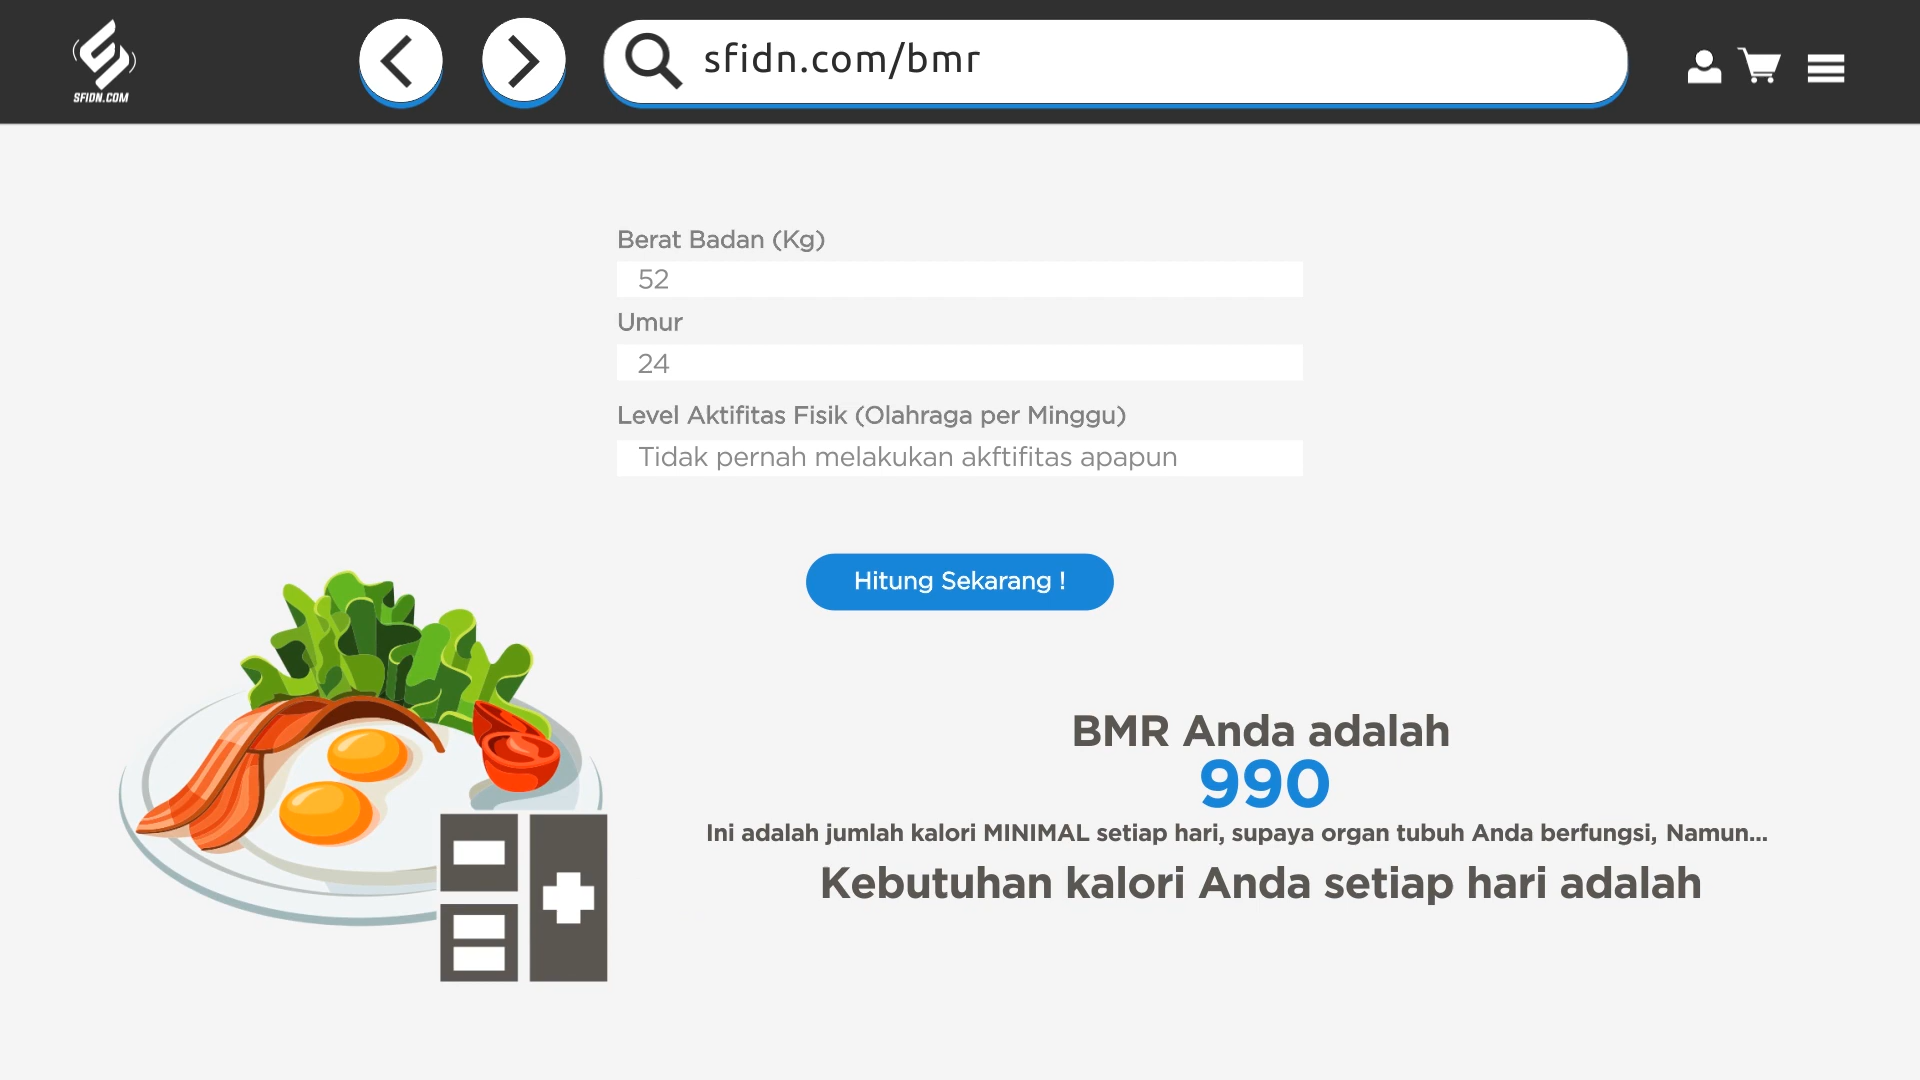 SFIDN.COM
sfidn.com/bmr
Berat Badan (Kg)
52
Umur
24
Level Aktifitas Fisik (Olahraga per Minggu)
Tidak pernah melakukan akftifitas apapun
Hitung Sekarang !
BMR Anda adalah
990
Ini adalah jumlah kalori MINIMAL setiap hari, supaya organ tubuh Anda berfungsi, Namun...
Kebutuhan kalori Anda setiap hari adalah